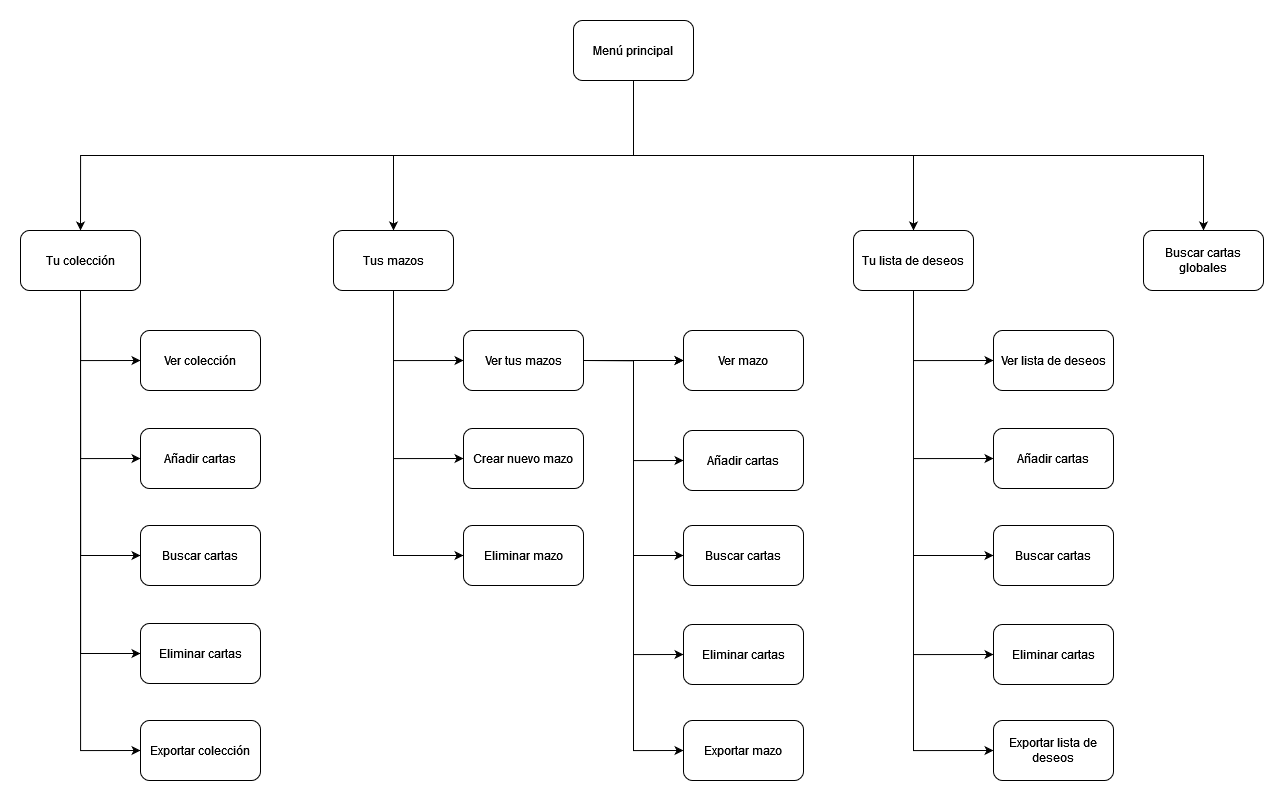 Menú principal
Tu colección
Tus mazos
Tu lista de deseos
Buscar cartas
globales
Ver colección
Ver tus mazos
Ver mazo
Ver lista de deseos
Añadir cartas
Crear nuevo mazo
Añadir cartas
Añadir cartas
Buscar cartas
Eliminar mazo
Buscar cartas
Buscar cartas
Eliminar cartas
Eliminar cartas
Eliminar cartas
Exportar colección
Exportar mazo
Exportar lista de
deseos